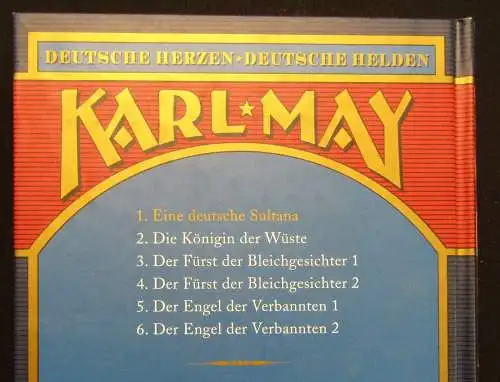 DEUTSCHE HERZEN · DEUTSCHE HELDEN
KARL ★ MAY
1. Eine deutsche Sultana
2. Die Königin der Wüste
3. Der Fürst der Bleichgesichter 1
4. Der Fürst der Bleichgesichter 2
5. Der Engel der Verbannten 1
6. Der Engel der Verbannten 2